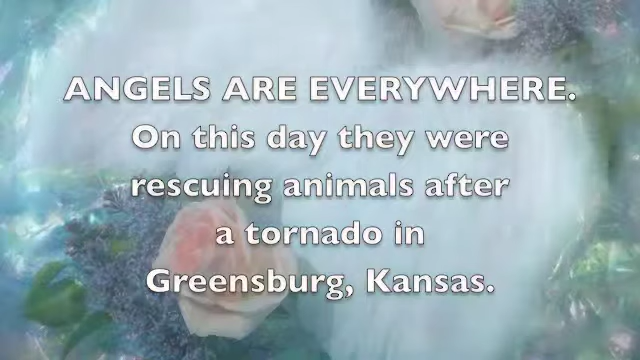 ANGELS ARE EVERYWHERE.
On this day they were
rescuing animals after
a tornado in
Greensburg, Kansas.